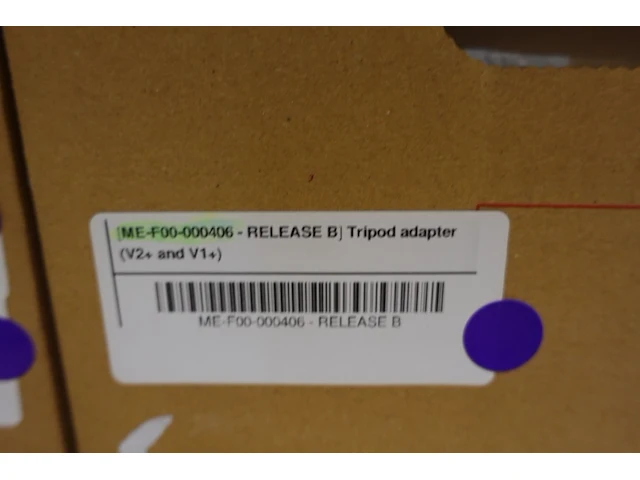 [ME-F00-000406 - RELEASE B] Tripod adapter
(V2+ and V1+)
ME-F00-000406 - RELEASE B